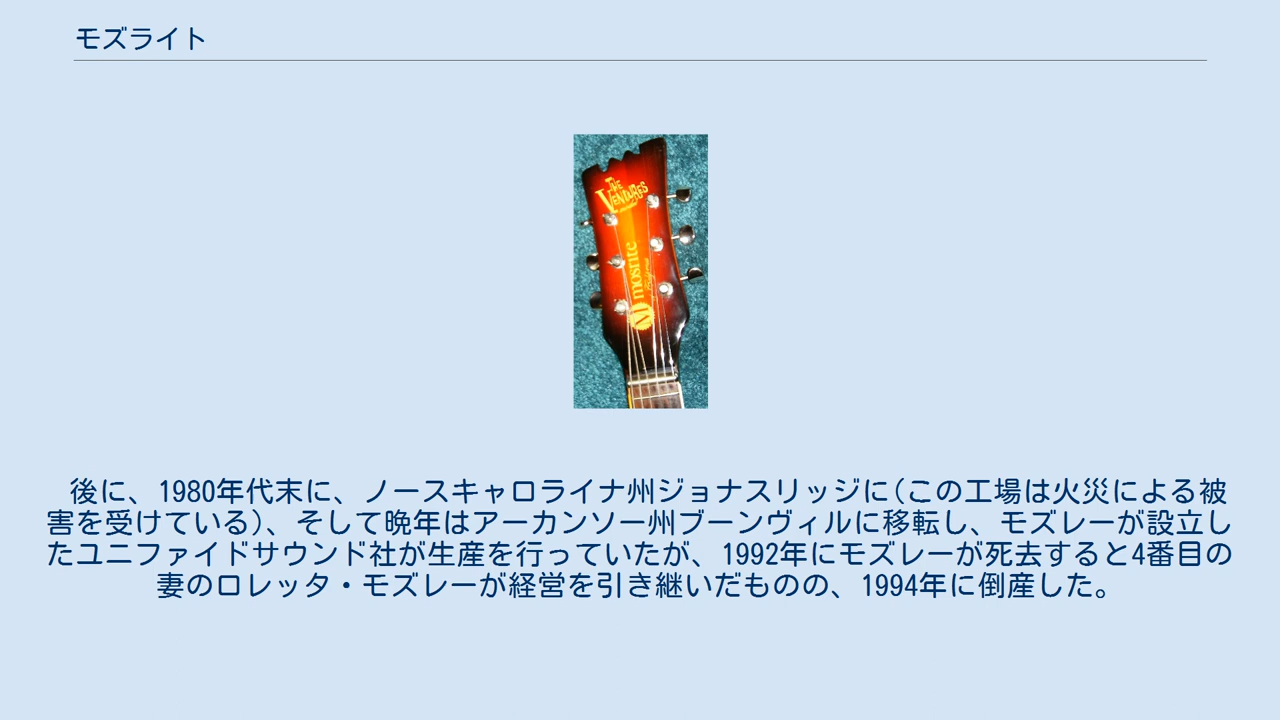 モズライト
THE
VENTURES
mosrite
M
後に、1980年代末に、ノースキャロライナ州ジョナスリッジに(この工場は火災による被
害を受けている)、そして晩年はアーカンソー州ブーンヴィルに移転し、モズレーが設立し
たユニファイドサウンド社が生産を行っていたが、1992年にモズレーが死去すると4番目の
妻のロレッタ・モズレーが経営を引き継いだものの、1994年に倒産した。